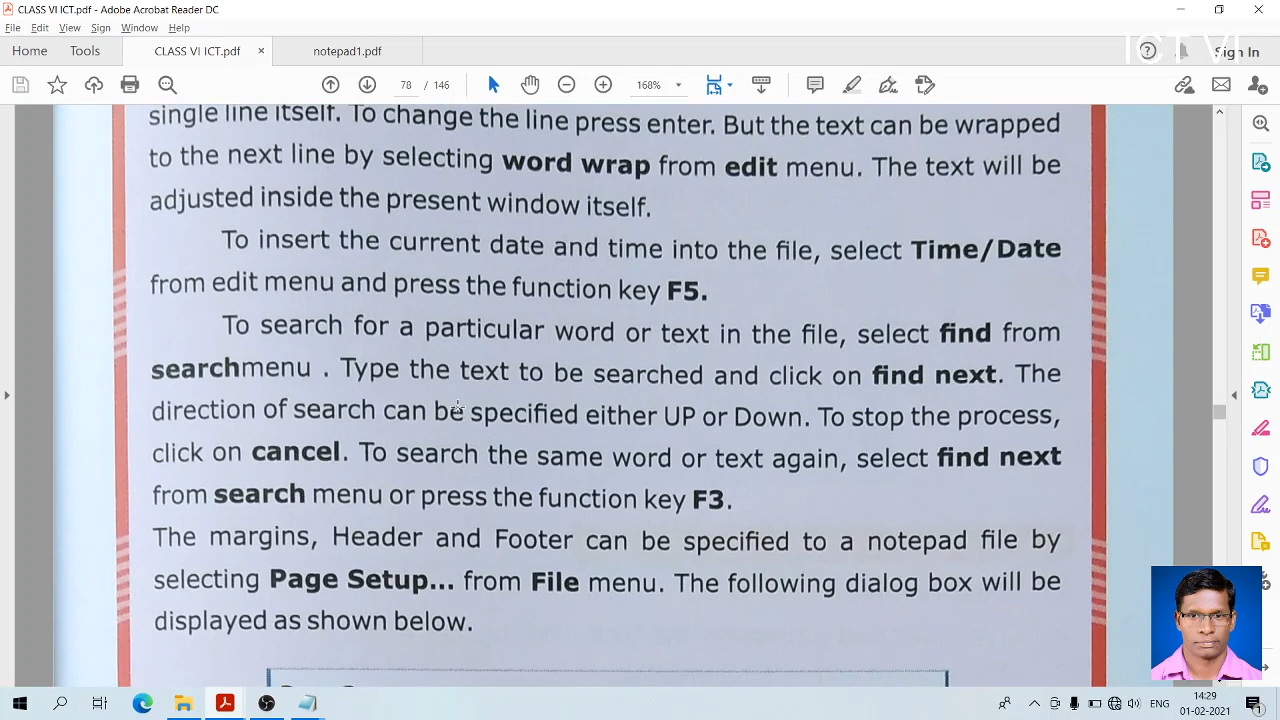 CLASS VI ICT.pdf - Adobe Acrobat Reader DC
File Edit View Sign Window Help
Home Tools CLASS VI ICT.pdf × notepad1.pdf
ICT VI
Sign In
78 / 146 168%
single line itself. To change the line press enter. But the text can be wrapped
to the next line by selecting word wrap from edit menu. The text will be
adjusted inside the present window itself.
To insert the current date and time into the file, select Time/Date
from edit menu and press the function key F5.
To search for a particular word or text in the file, select find from
searchmenu . Type the text to be searched and click on find next. The
direction of search can be specified either UP or Down. To stop the process,
click on cancel. To search the same word or text again, select find next
from search menu or press the function key F3.
The margins, Header and Footer can be specified to a notepad file by
selecting Page Setup... from File menu. The following dialog box will be
displayed as shown below.
ENG
14:29
01-02-2021